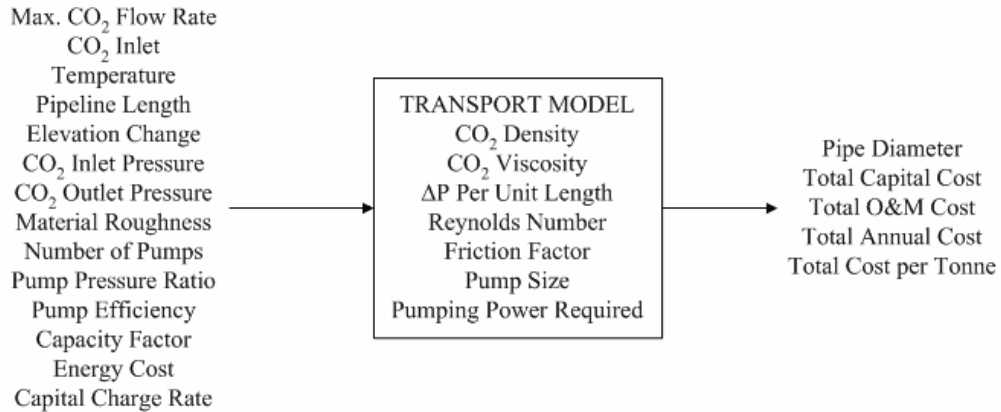 Max. CO₂ Flow Rate
CO₂ Inlet
Temperature
Pipeline Length
Elevation Change
CO₂ Inlet Pressure
CO₂ Outlet Pressure
Material Roughness
Number of Pumps
Pump Pressure Ratio
Pump Efficiency
Capacity Factor
Energy Cost
Capital Charge Rate
TRANSPORT MODEL
CO₂ Density
CO₂ Viscosity
ΔP Per Unit Length
Reynolds Number
Friction Factor
Pump Size
Pumping Power Required
Pipe Diameter
Total Capital Cost
Total O&M Cost
Total Annual Cost
Total Cost per Tonne